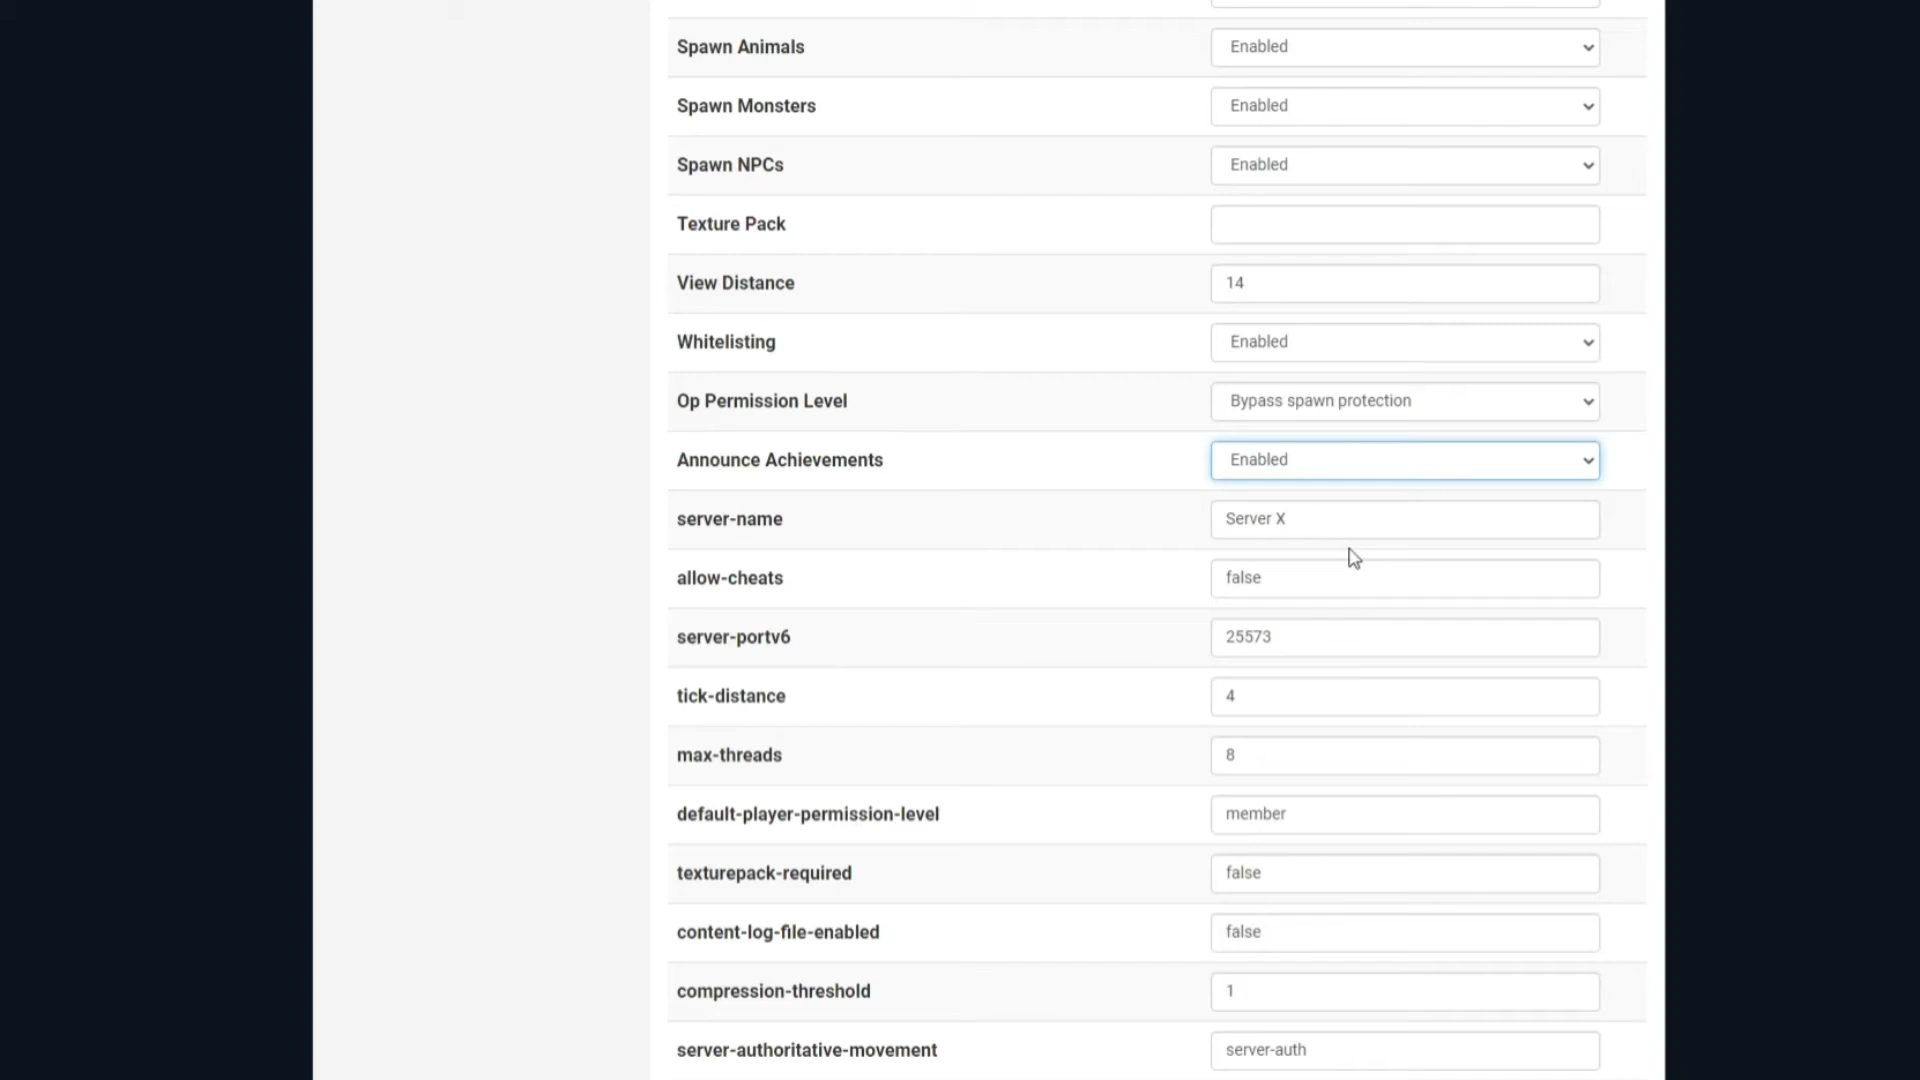 Spawn Animals Enabled
Spawn Monsters Enabled
Spawn NPCs Enabled
Texture Pack
View Distance 14
Whitelisting Enabled
Op Permission Level Bypass spawn protection
Announce Achievements Enabled
server-name Server X
allow-cheats false
server-portv6 25573
tick-distance 4
max-threads 8
default-player-permission-level member
texturepack-required false
content-log-file-enabled false
compression-threshold 1
server-authoritative-movement server-auth